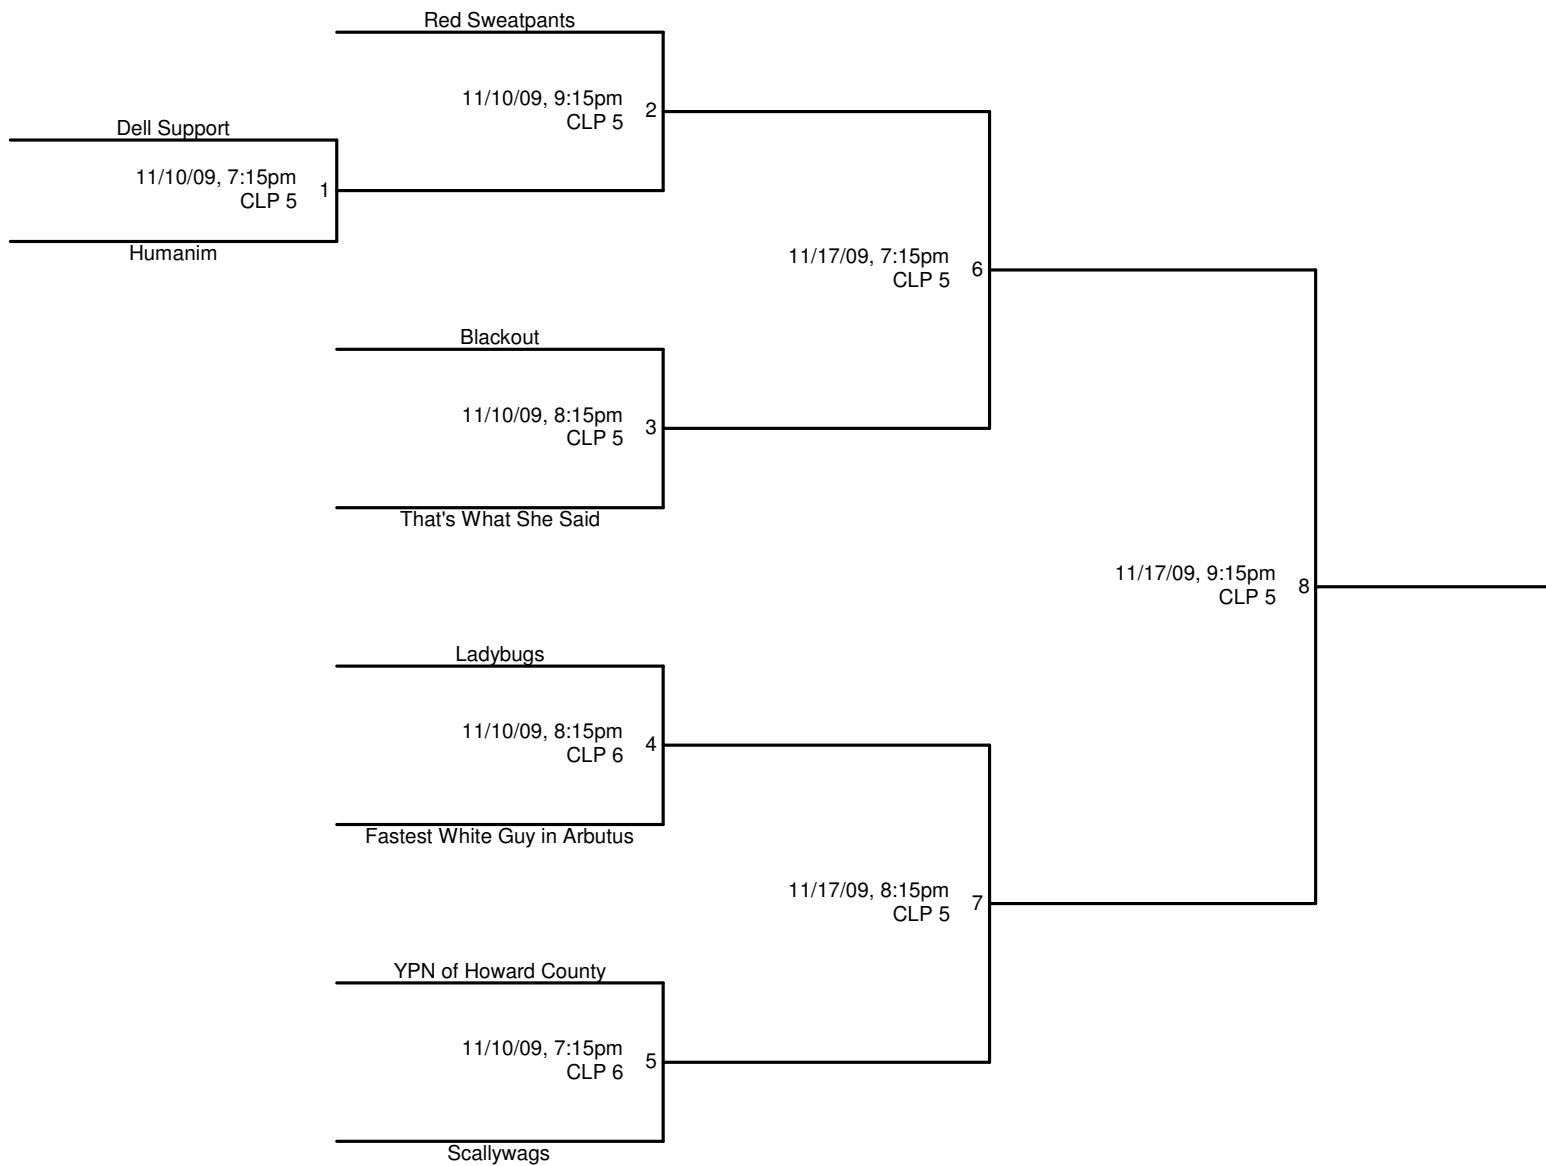 Red Sweatpants
11/10/09, 9:15pm
CLP 5
2
Dell Support
11/10/09, 7:15pm
CLP 5
1
Humanim
11/17/09, 7:15pm
CLP 5
6
Blackout
11/10/09, 8:15pm
CLP 5
3
That's What She Said
11/17/09, 9:15pm
CLP 5
8
Ladybugs
11/10/09, 8:15pm
CLP 6
4
Fastest White Guy in Arbutus
11/17/09, 8:15pm
CLP 5
7
YPN of Howard County
11/10/09, 7:15pm
CLP 6
5
Scallywags